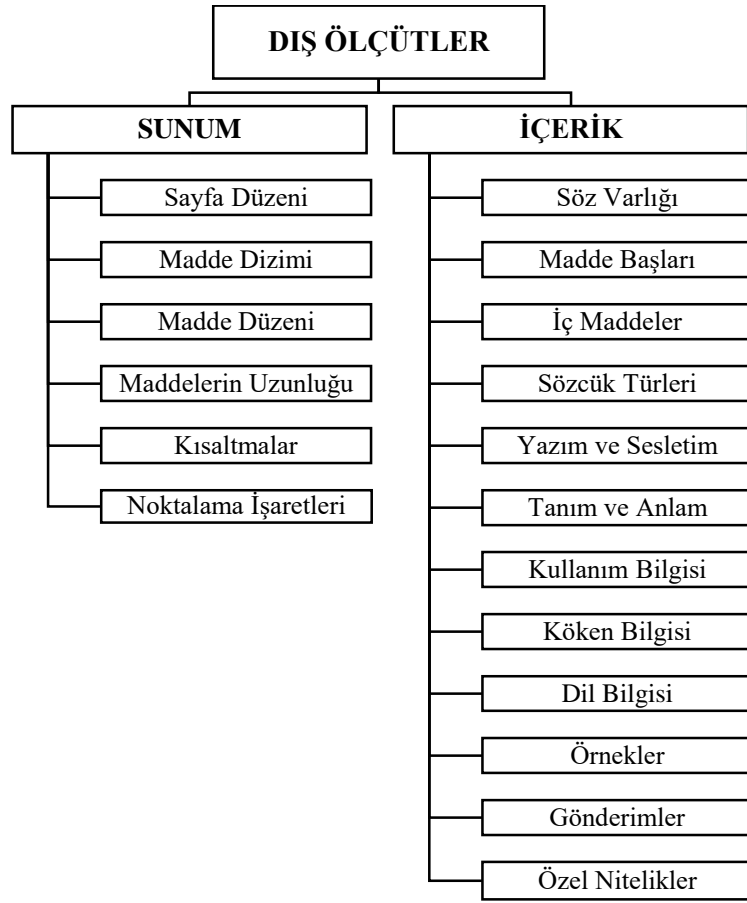 DIŞ ÖLÇÜTLER
SUNUM
Sayfa Düzeni
Madde Dizimi
Madde Düzeni
Maddelerin Uzunluğu
Kısaltmalar
Noktalama İşaretleri
İÇERİK
Söz Varlığı
Madde Başları
İç Maddeler
Sözcük Türleri
Yazım ve Sesletim
Tanım ve Anlam
Kullanım Bilgisi
Köken Bilgisi
Dil Bilgisi
Örnekler
Gönderimler
Özel Nitelikler